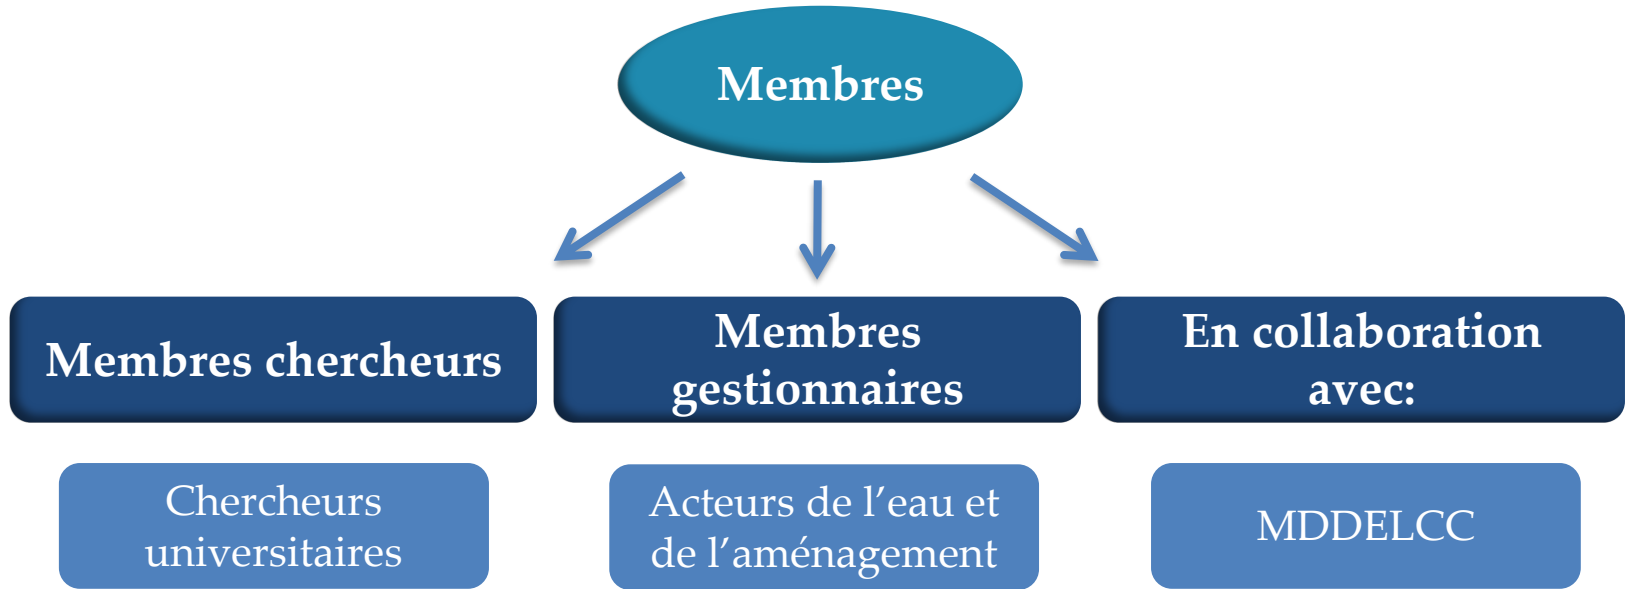 Membres
Membres chercheurs
Membres
gestionnaires
En collaboration
avec:
Chercheurs
universitaires
Acteurs de l’eau et
de l’aménagement
MDDELCC